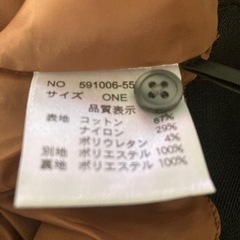 NO 591006-55
サイズ ONE
品質表示
表地 コットン 67%
ナイロン 29%
ポリウレタン 4%
別地 ポリエステル 100%
裏地 ポリエステル 100%